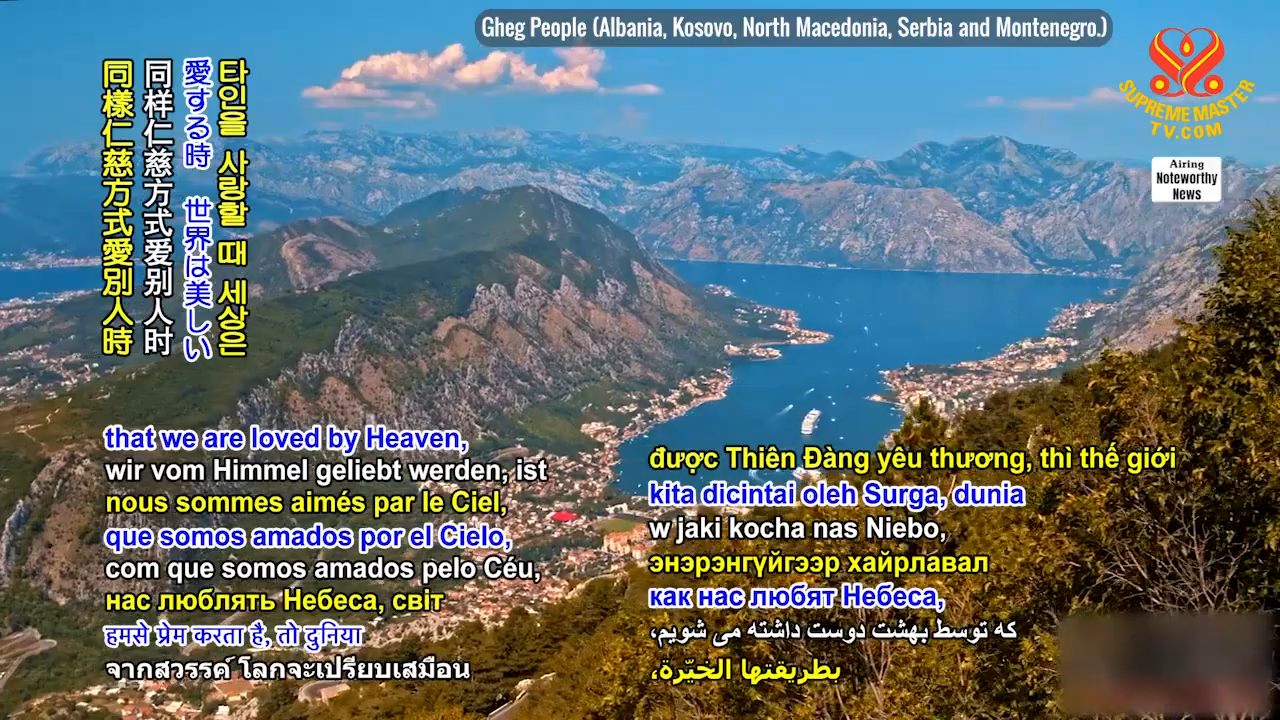 Gheg People (Albania, Kosovo, North Macedonia, Serbia and Montenegro.)
SUPREME MASTER
TV.COM
Airing
Noteworthy
News
타인을 사랑할 때 세상은
愛する時 世界は美しい
同样仁慈方式爱别人时
同樣仁慈方式愛別人時
that we are loved by Heaven,
wir vom Himmel geliebt werden, ist
nous sommes aimés par le Ciel,
que somos amados por el Cielo,
com que somos amados pelo Céu,
нас люблять Небеса, світ
हमसे प्रेम करता है, तो दुनिया
จากสวรรค์ โลกจะเปรียบเสมือน
được Thiên Đàng yêu thương, thì thế giới
kita dicintai oleh Surga, dunia
w jaki kocha nas Niebo,
энэрэнгүйгээр хайрлавал
как нас любят Небеса,
که توسط بهشت دوست داشته می شویم،
بطريقتها الخيّرة،